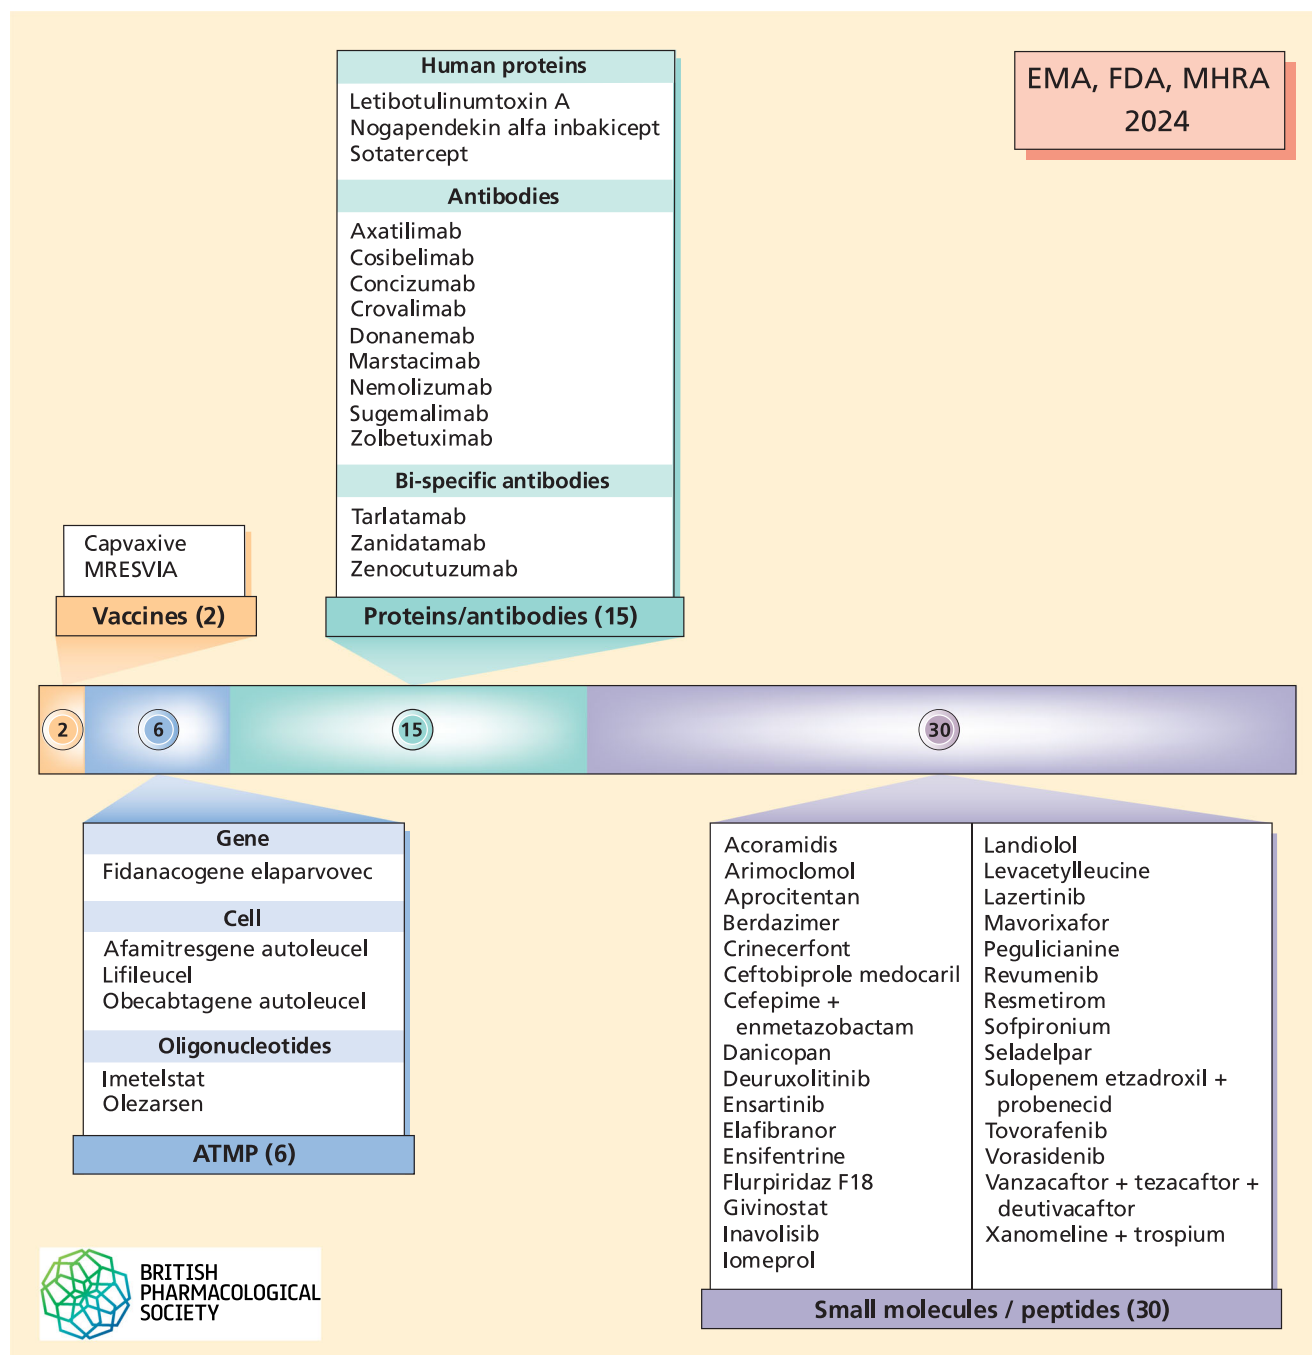 Human proteins
Letibotulinumtoxin A
Nogapendekin alfa inbakicept
Sotatercept
Antibodies
Axatilimab
Cosibelimab
Concizumab
Crovalimab
Donanemab
Marstacimab
Nemolizumab
Sugemalimab
Zolbetuximab
Bi-specific antibodies
Tarlatamab
Zanidatamab
Zenocutuzumab
Proteins/antibodies (15)
EMA, FDA, MHRA
2024
Capvaxive
MRESVIA
Vaccines (2)
2
6
15
30
Gene
Fidanacogene elaparvovec
Cell
Afamitresgene autoleucel
Lifileucel
Obecabtagene autoleucel
Oligonucleotides
Imetelstat
Olezarsen
ATMP (6)
Acoramidis
Arimoclomol
Aprocitentan
Berdazimer
Crinecerfont
Ceftobiprole medocaril
Cefepime +
enmetazobactam
Danicopan
Deuruxolitinib
Ensartinib
Elafibranor
Ensifentrine
Flurpiridaz F18
Givinostat
Inavolisib
Iomeprol
Landiolol
Levacetylleucine
Lazertinib
Mavorixafor
Pegulicianine
Revumenib
Resmetirom
Sofpironium
Seladelpar
Sulopenem etzadroxil +
probenecid
Tovorafenib
Vorasidenib
Vanzacaftor + tezacaftor +
deutivacaftor
Xanomeline + trospium
Small molecules / peptides (30)
BRITISH
PHARMACOLOGICAL
SOCIETY